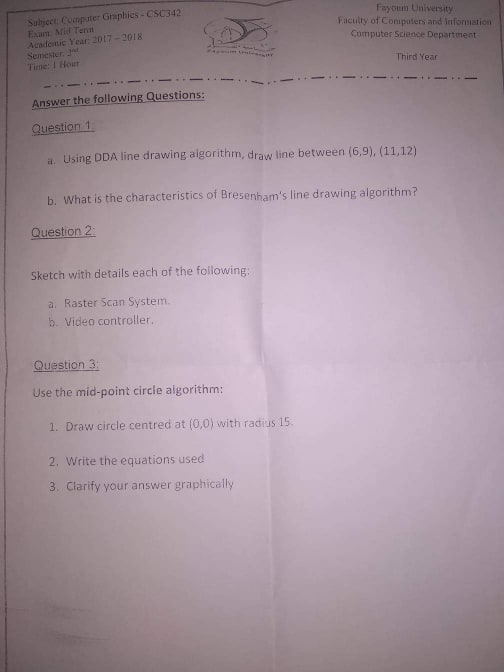 Subject: Computer Graphics - CSC342
Exam: Mid Term
Academic Year: 2017 - 2018
Semester: 2nd
Time: 1 Hour
Fayoum University
Faculty of Computers and Information
Computer Science Department
Third Year
Answer the following Questions:
Question 1:
a. Using DDA line drawing algorithm, draw line between (6,9), (11,12)
b. What is the characteristics of Bresenham's line drawing algorithm?
Question 2:
Sketch with details each of the following:
a. Raster Scan System.
b. Video controller.
Question 3:
Use the mid-point circle algorithm:
1. Draw circle centred at (0,0) with radius 15.
2. Write the equations used
3. Clarify your answer graphically